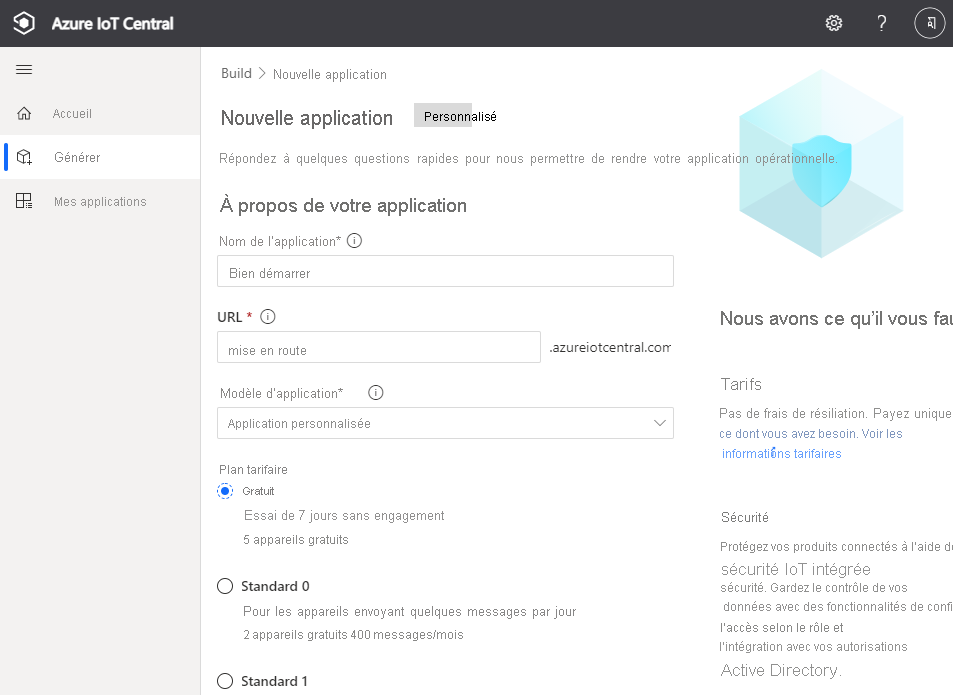 Azure IoT Central
?
Accueil
Générer
Mes applications
Build > Nouvelle application
Nouvelle application Personnalisé
Répondez à quelques questions rapides pour nous permettre de rendre votre application opérationnelle.
À propos de votre application
Nom de l'application*
Bien démarrer
URL *
mise en route .azureiotcentral.com
Modèle d'application*
Application personnalisée
Plan tarifaire
Gratuit
Essai de 7 jours sans engagement
5 appareils gratuits
Standard 0
Pour les appareils envoyant quelques messages par jour
2 appareils gratuits 400 messages/mois
Standard 1
Nous avons ce qu'il vous fau
Tarifs
Pas de frais de résiliation. Payez unique
ce dont vous avez besoin. Voir les
informations tarifaires
Sécurité
Protégez vos produits connectés à l'aide de
sécurité IoT intégrée
sécurité. Gardez le contrôle de vos
données avec des fonctionnalités de confi
l'accès selon le rôle et
l'intégration avec vos autorisations
Active Directory.